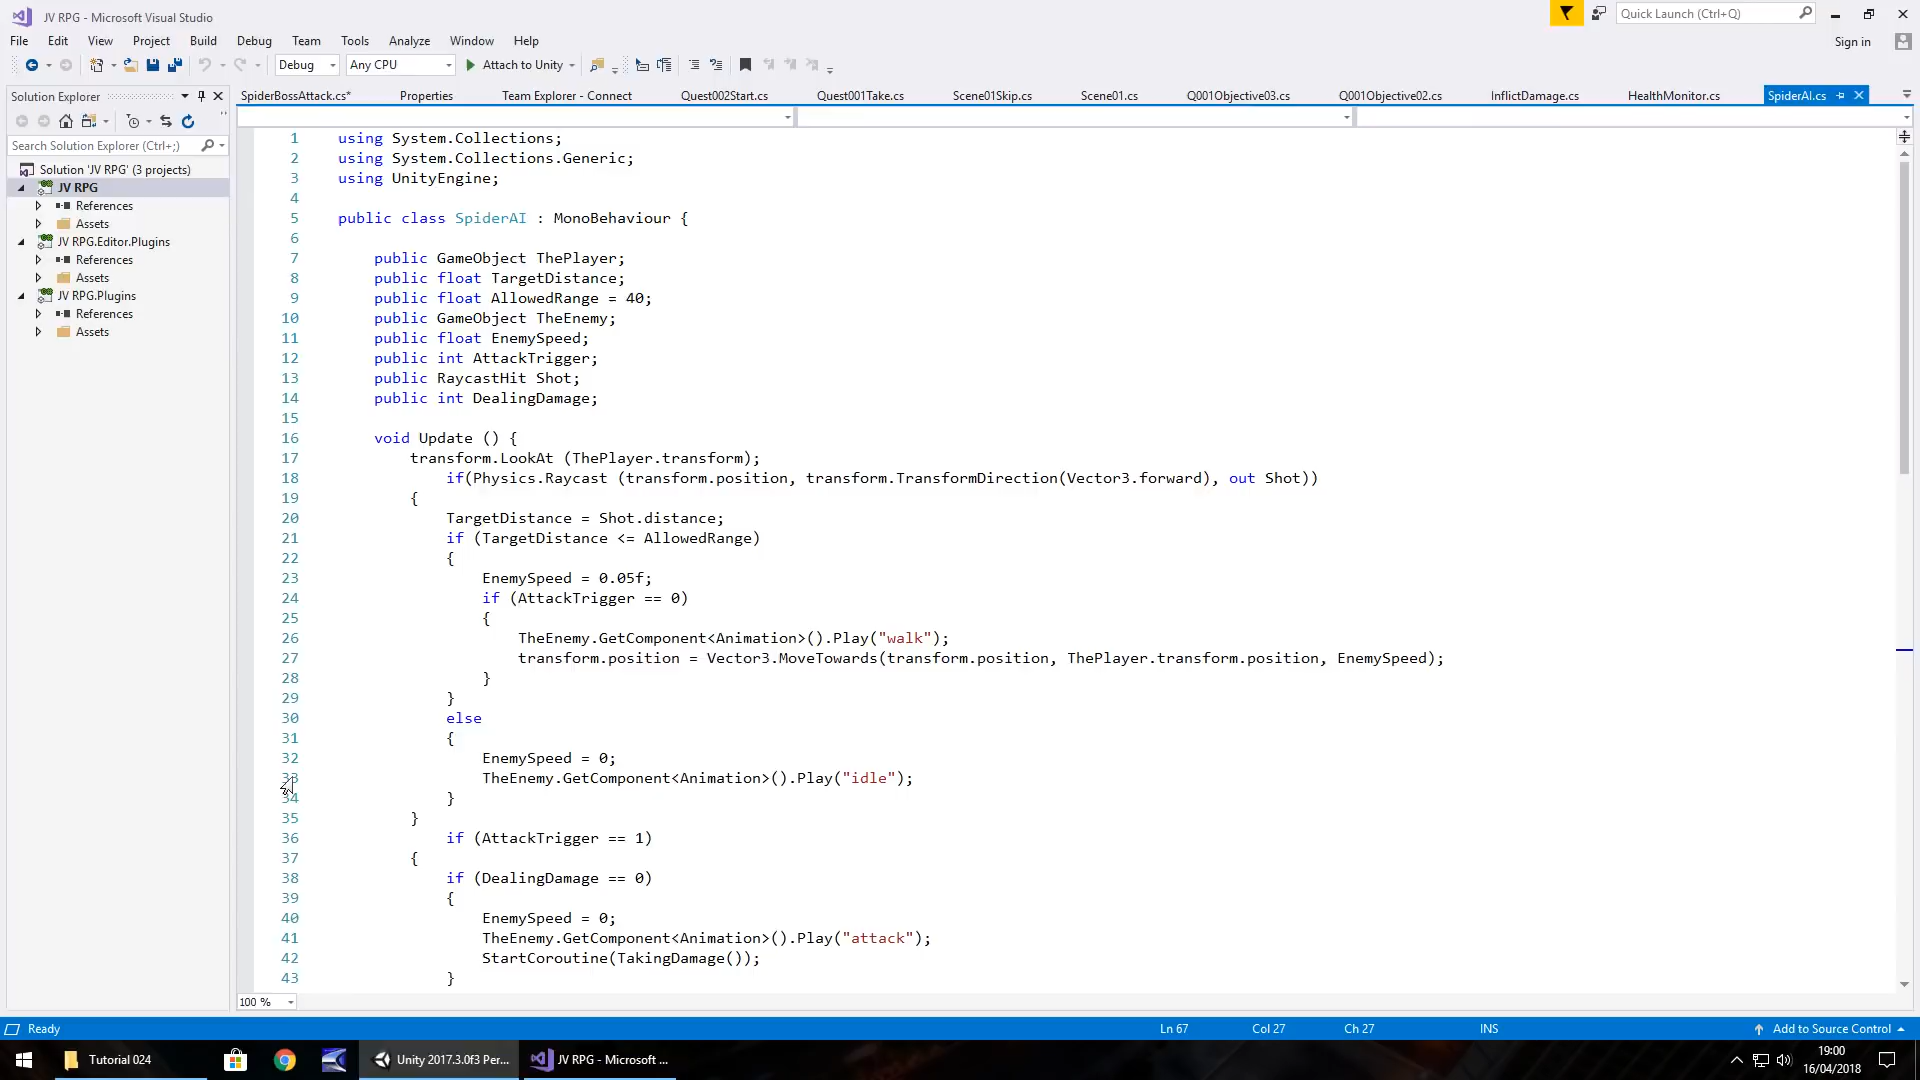 JV RPG - Microsoft Visual Studio
Quick Launch (Ctrl+Q)
File Edit View Project Build Debug Team Tools Analyze Window Help
Sign in
Debug Any CPU Attach to Unity
Solution Explorer
SpiderBossAttack.cs* Properties Team Explorer - Connect Quest002Start.cs Quest001Take.cs Scene01Skip.cs Scene01.cs Q001Objective03.cs Q001Objective02.cs InflictDamage.cs HealthMonitor.cs SpiderAI.cs
Search Solution Explorer (Ctrl+;)
Solution 'JV RPG' (3 projects)
JV RPG
References
Assets
JV RPG.Editor.Plugins
References
Assets
JV RPG.Plugins
References
Assets
1 using System.Collections;
2 using System.Collections.Generic;
3 using UnityEngine;
4
5 public class SpiderAI : MonoBehaviour {
6
7 public GameObject ThePlayer;
8 public float TargetDistance;
9 public float AllowedRange = 40;
10 public GameObject TheEnemy;
11 public float EnemySpeed;
12 public int AttackTrigger;
13 public RaycastHit Shot;
14 public int DealingDamage;
15
16 void Update () {
17 transform.LookAt (ThePlayer.transform);
18 if(Physics.Raycast (transform.position, transform.TransformDirection(Vector3.forward), out Shot))
19 {
20 TargetDistance = Shot.distance;
21 if (TargetDistance <= AllowedRange)
22 {
23 EnemySpeed = 0.05f;
24 if (AttackTrigger == 0)
25 {
26 TheEnemy.GetComponent<Animation>().Play("walk");
27 transform.position = Vector3.MoveTowards(transform.position, ThePlayer.transform.position, EnemySpeed);
28 }
29 }
30 else
31 {
32 EnemySpeed = 0;
33 TheEnemy.GetComponent<Animation>().Play("idle");
34 }
35 }
36 if (AttackTrigger == 1)
37 {
38 if (DealingDamage == 0)
39 {
40 EnemySpeed = 0;
41 TheEnemy.GetComponent<Animation>().Play("attack");
42 StartCoroutine(TakingDamage());
43 }
100 %
Ready Ln 67 Col 27 Ch 27 INS Add to Source Control
Tutorial 024 Unity 2017.3.0f3 Per... JV RPG - Microsoft ... 19:00
16/04/2018